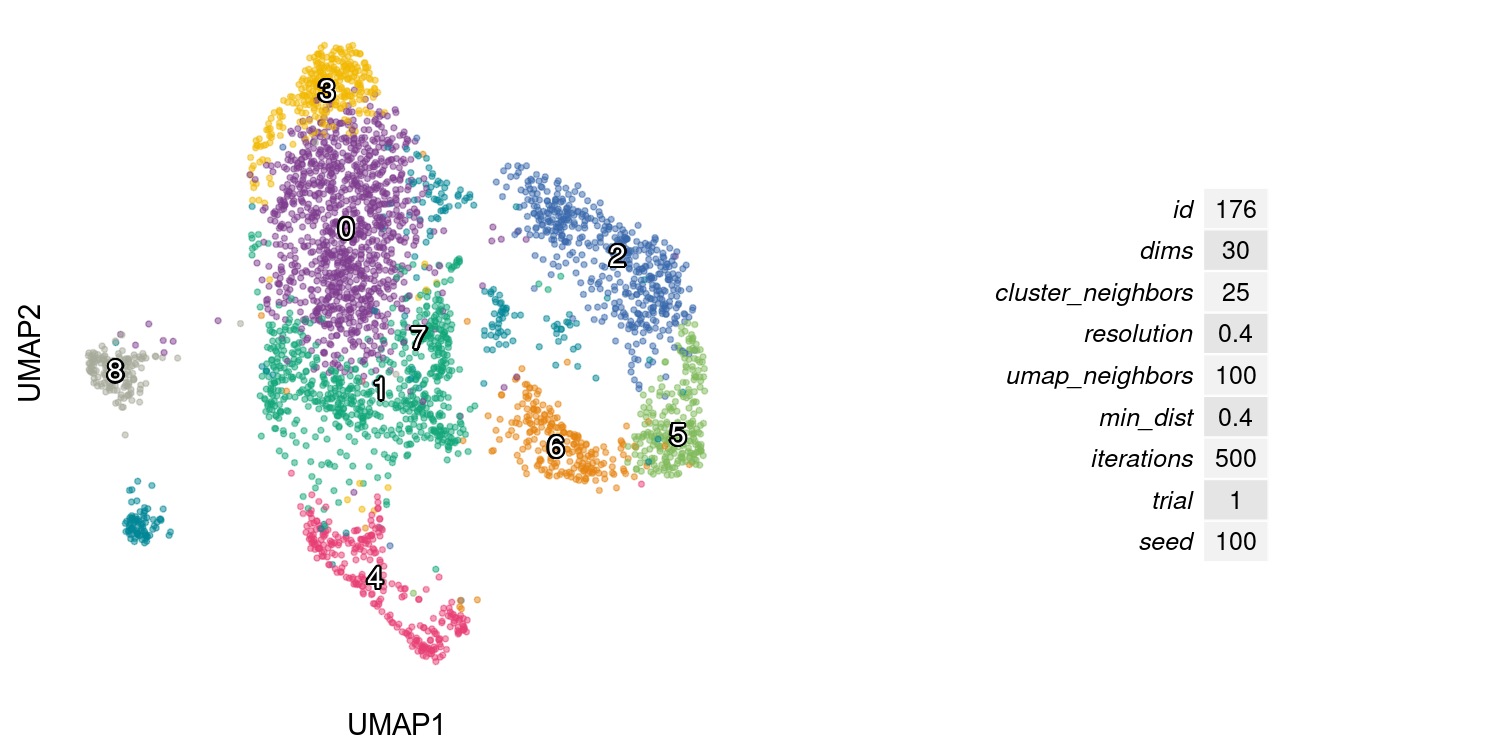 3
0
2
7
8
1
5
6
4
UMAP1
UMAP2
id 176
dims 30
cluster_neighbors 25
resolution 0.4
umap_neighbors 100
min_dist 0.4
iterations 500
trial 1
seed 100